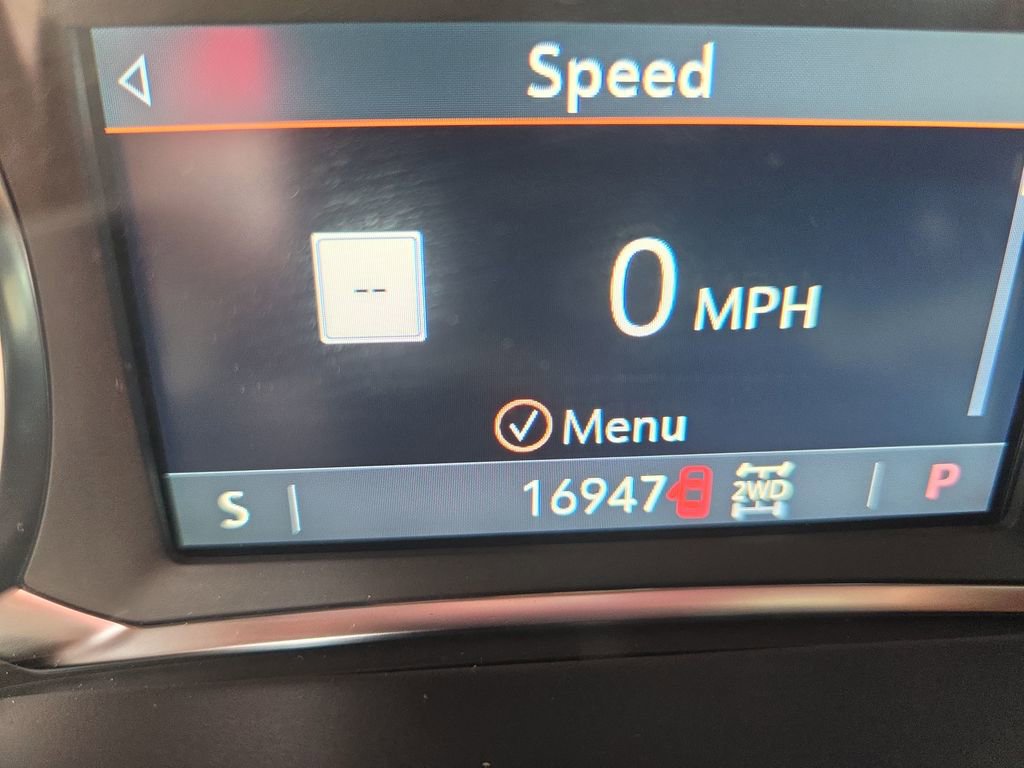 Speed
--
0 MPH
Menu
S 16947 2WD P